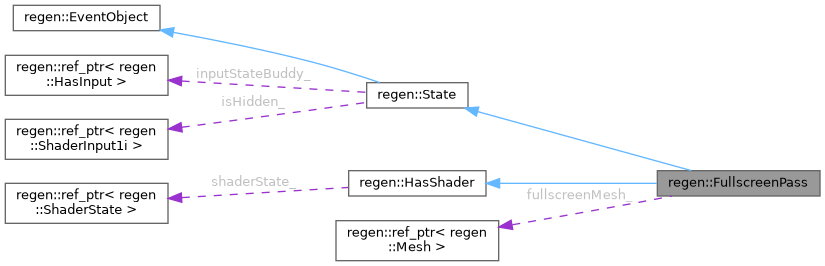 regen::EventObject
regen::ref_ptr< regen
::HasInput >
inputStateBuddy_
regen::State
isHidden_
regen::ref_ptr< regen
::ShaderInput1i >
regen::ref_ptr< regen
::ShaderState >
shaderState_
regen::HasShader
regen::FullscreenPass
fullscreenMesh_
regen::ref_ptr< regen
::Mesh >